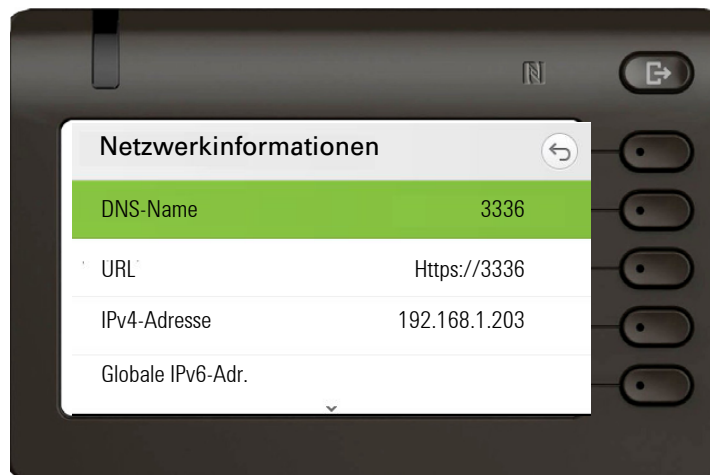 Netzwerkinformationen
DNS-Name 3336
URL Https://3336
IPv4-Adresse 192.168.1.203
Globale IPv6-Adr.